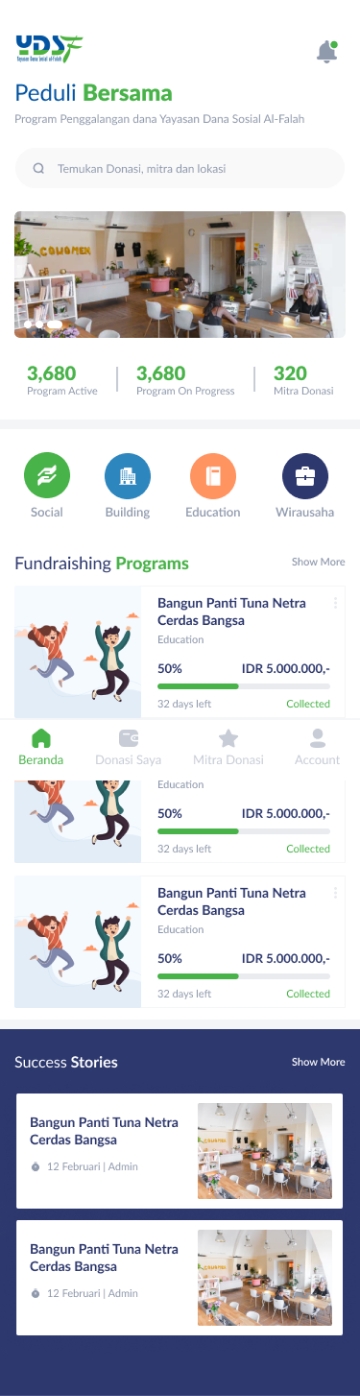 YDSF
Yayasan Dana Sosial al-Falah
Peduli Bersama
Program Penggalangan dana Yayasan Dana Sosial Al-Falah
Temukan Donasi, mitra dan lokasi
COWOMEN
3,680
Program Active
3,680
Program On Progress
320
Mitra Donasi
Social
Building
Education
Wirausaha
Fundraishing Programs
Show More
Bangun Panti Tuna Netra
Cerdas Bangsa
Education
50%
IDR 5.000.000,-
32 days left
Collected
Beranda
Donasi Saya
Mitra Donasi
Account
Education
50%
IDR 5.000.000,-
32 days left
Collected
Bangun Panti Tuna Netra
Cerdas Bangsa
Education
50%
IDR 5.000.000,-
32 days left
Collected
Success Stories
Show More
Bangun Panti Tuna Netra
Cerdas Bangsa
12 Februari | Admin
Bangun Panti Tuna Netra
Cerdas Bangsa
12 Februari | Admin